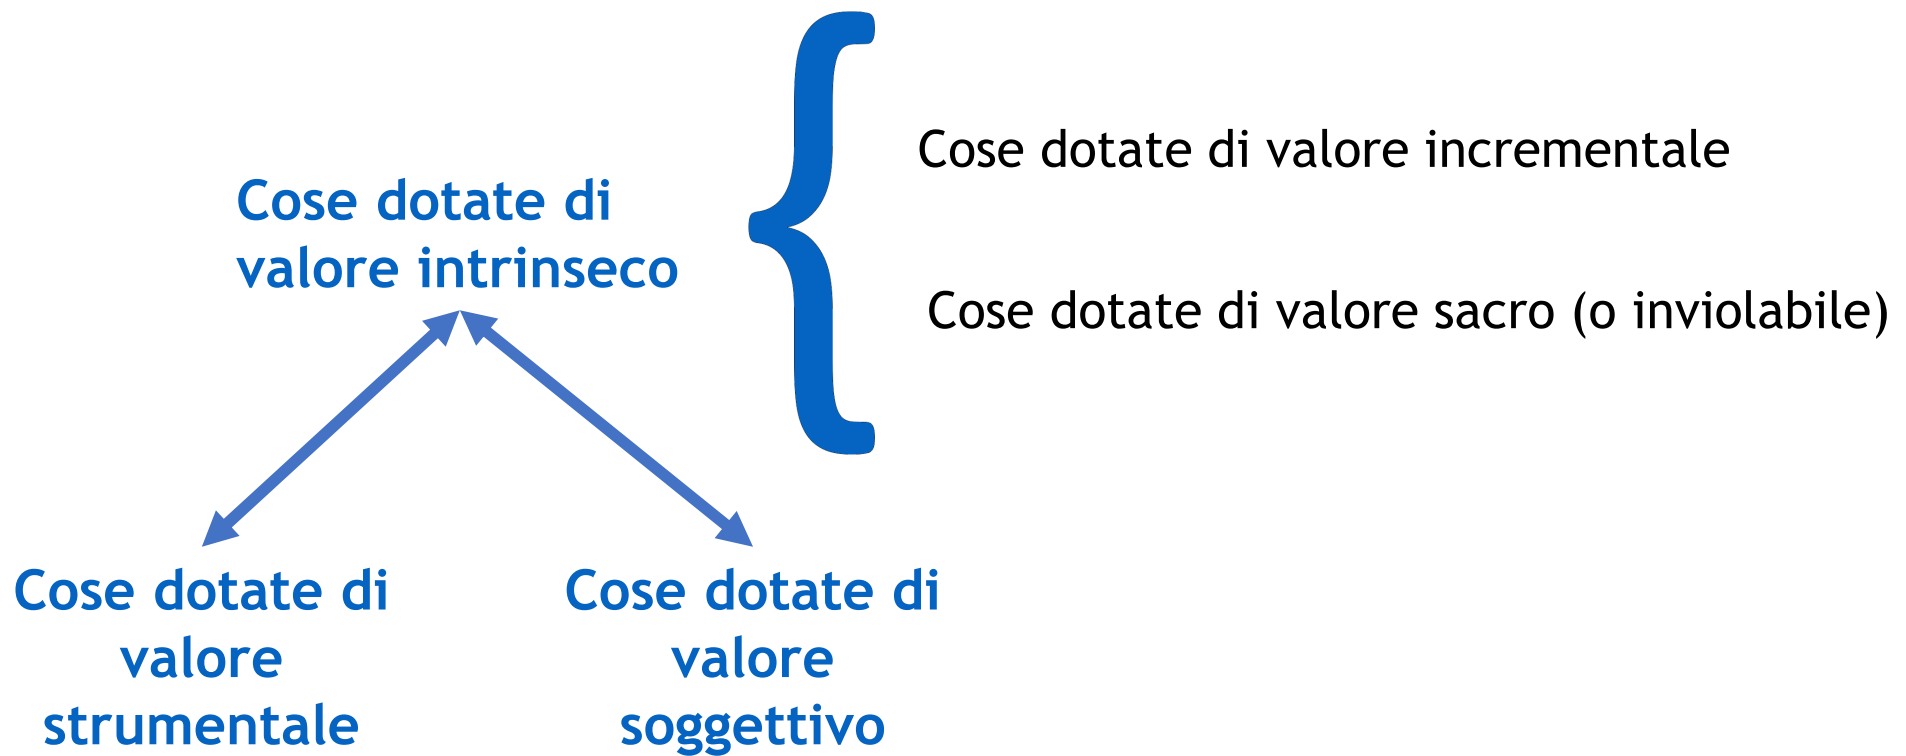 Cose dotate di
valore intrinseco
Cose dotate di valore incrementale
Cose dotate di valore sacro (o inviolabile)
Cose dotate di
valore
strumentale
Cose dotate di
valore
soggettivo